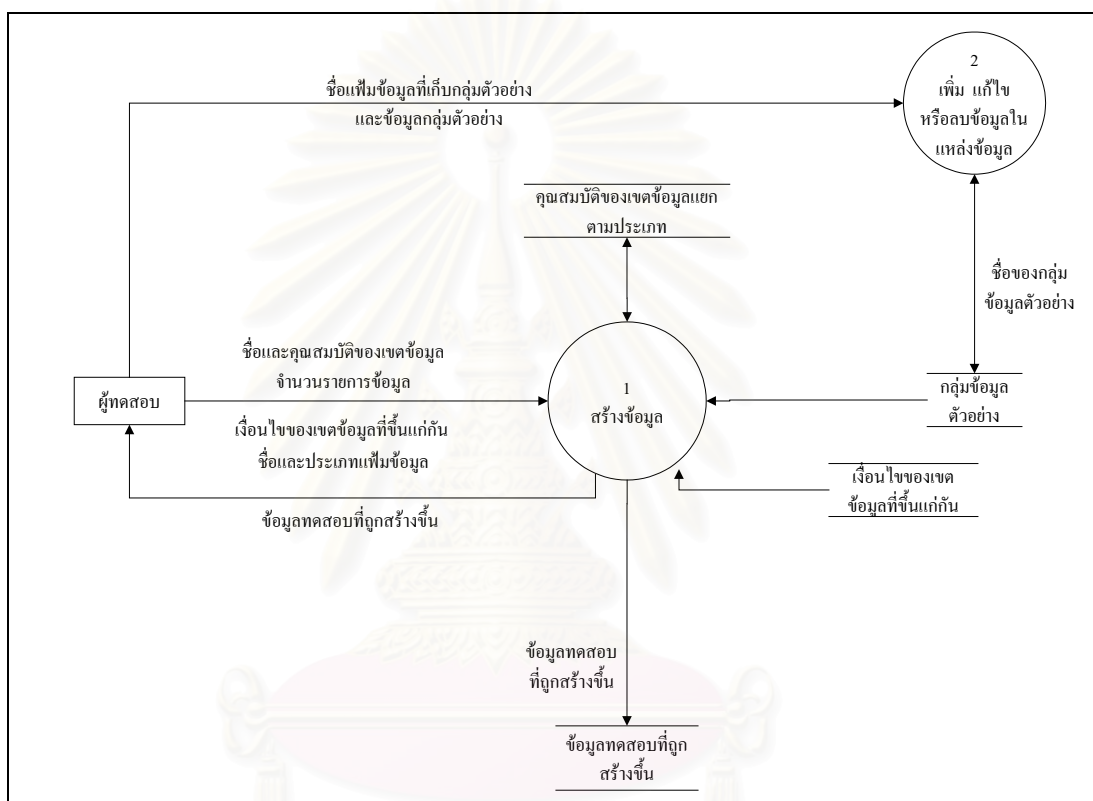 2
เพิ่ม แก้ไข
หรือลบข้อมูลใน
แหล่งข้อมูล
ชื่อแฟ้มข้อมูลที่เก็บกลุ่มตัวอย่าง
และข้อมูลกลุ่มตัวอย่าง
คุณสมบัติของเขตข้อมูลแยก
ตามประเภท
ชื่อของกลุ่ม
ข้อมูลตัวอย่าง
ชื่อและคุณสมบัติของเขตข้อมูล
จำนวนรายการข้อมูล
ผู้ทดสอบ
1
สร้างข้อมูล
กลุ่มข้อมูล
ตัวอย่าง
เงื่อนไขของเขตข้อมูลที่ขึ้นแก่กัน
ชื่อและประเภทแฟ้มข้อมูล
เงื่อนไขของเขต
ข้อมูลที่ขึ้นแก่กัน
ข้อมูลทดสอบที่ถูกสร้างขึ้น
ข้อมูลทดสอบ
ที่ถูกสร้างขึ้น
ข้อมูลทดสอบที่ถูก
สร้างขึ้น